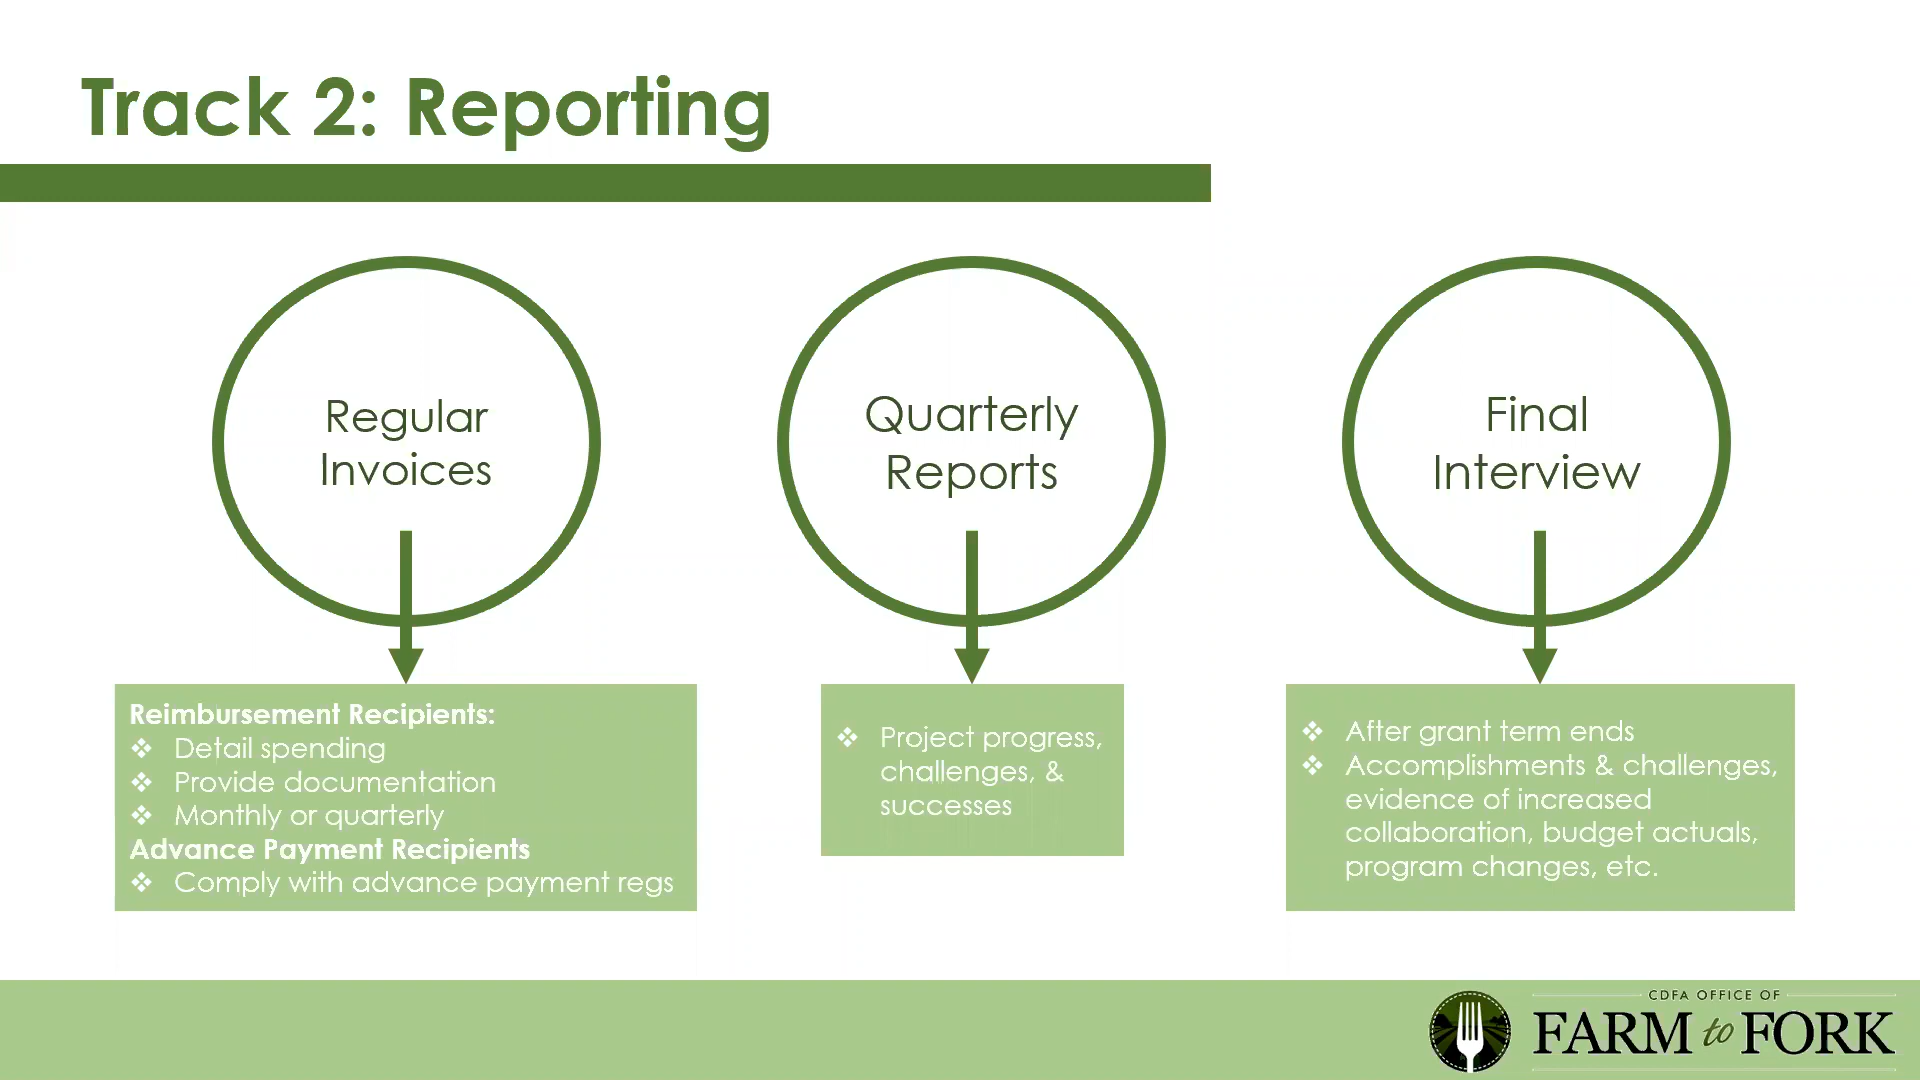 Track 2: Reporting
Regular
Invoices
Quarterly
Reports
Final
Interview
Reimbursement Recipients:
❖ Detail spending
❖ Provide documentation
❖ Monthly or quarterly
Advance Payment Recipients
❖ Comply with advance payment regs
❖ Project progress,
challenges, &
successes
❖ After grant term ends
❖ Accomplishments & challenges,
evidence of increased
collaboration, budget actuals,
program changes, etc.
CDFA OFFICE OF
FARM to FORK